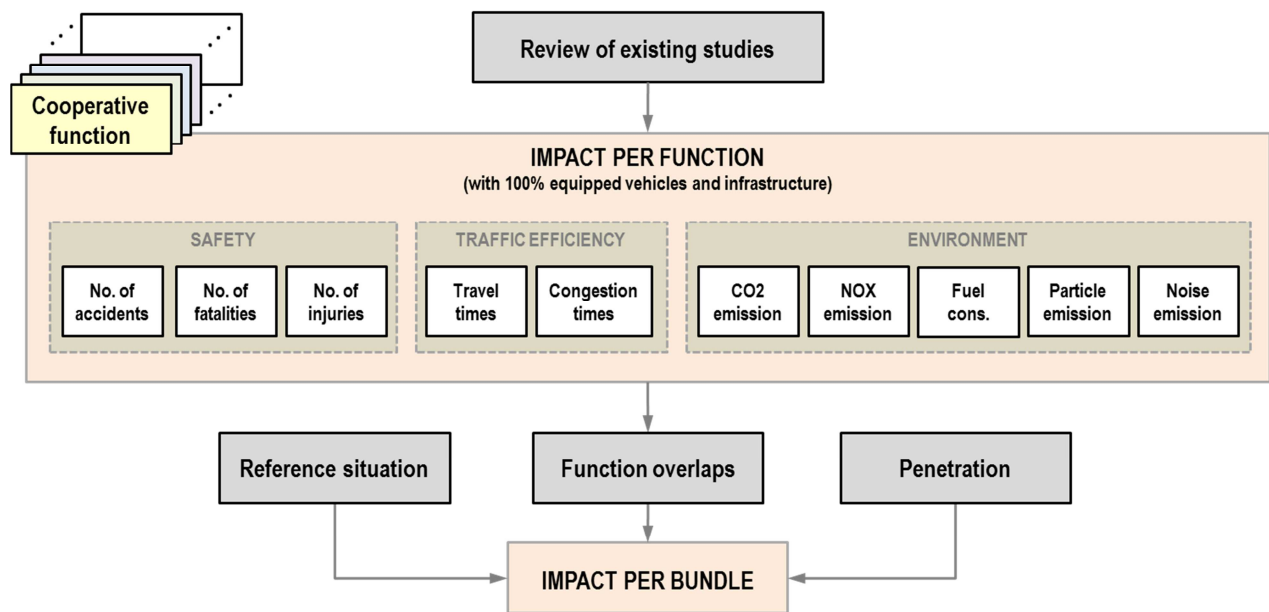 Review of existing studies
Cooperative
function
IMPACT PER FUNCTION
(with 100% equipped vehicles and infrastructure)
SAFETY
No. of
accidents
No. of
fatalities
No. of
injuries
TRAFFIC EFFICIENCY
Travel
times
Congestion
times
ENVIRONMENT
CO2
emission
NOX
emission
Fuel
cons.
Particle
emission
Noise
emission
Reference situation
Function overlaps
Penetration
IMPACT PER BUNDLE